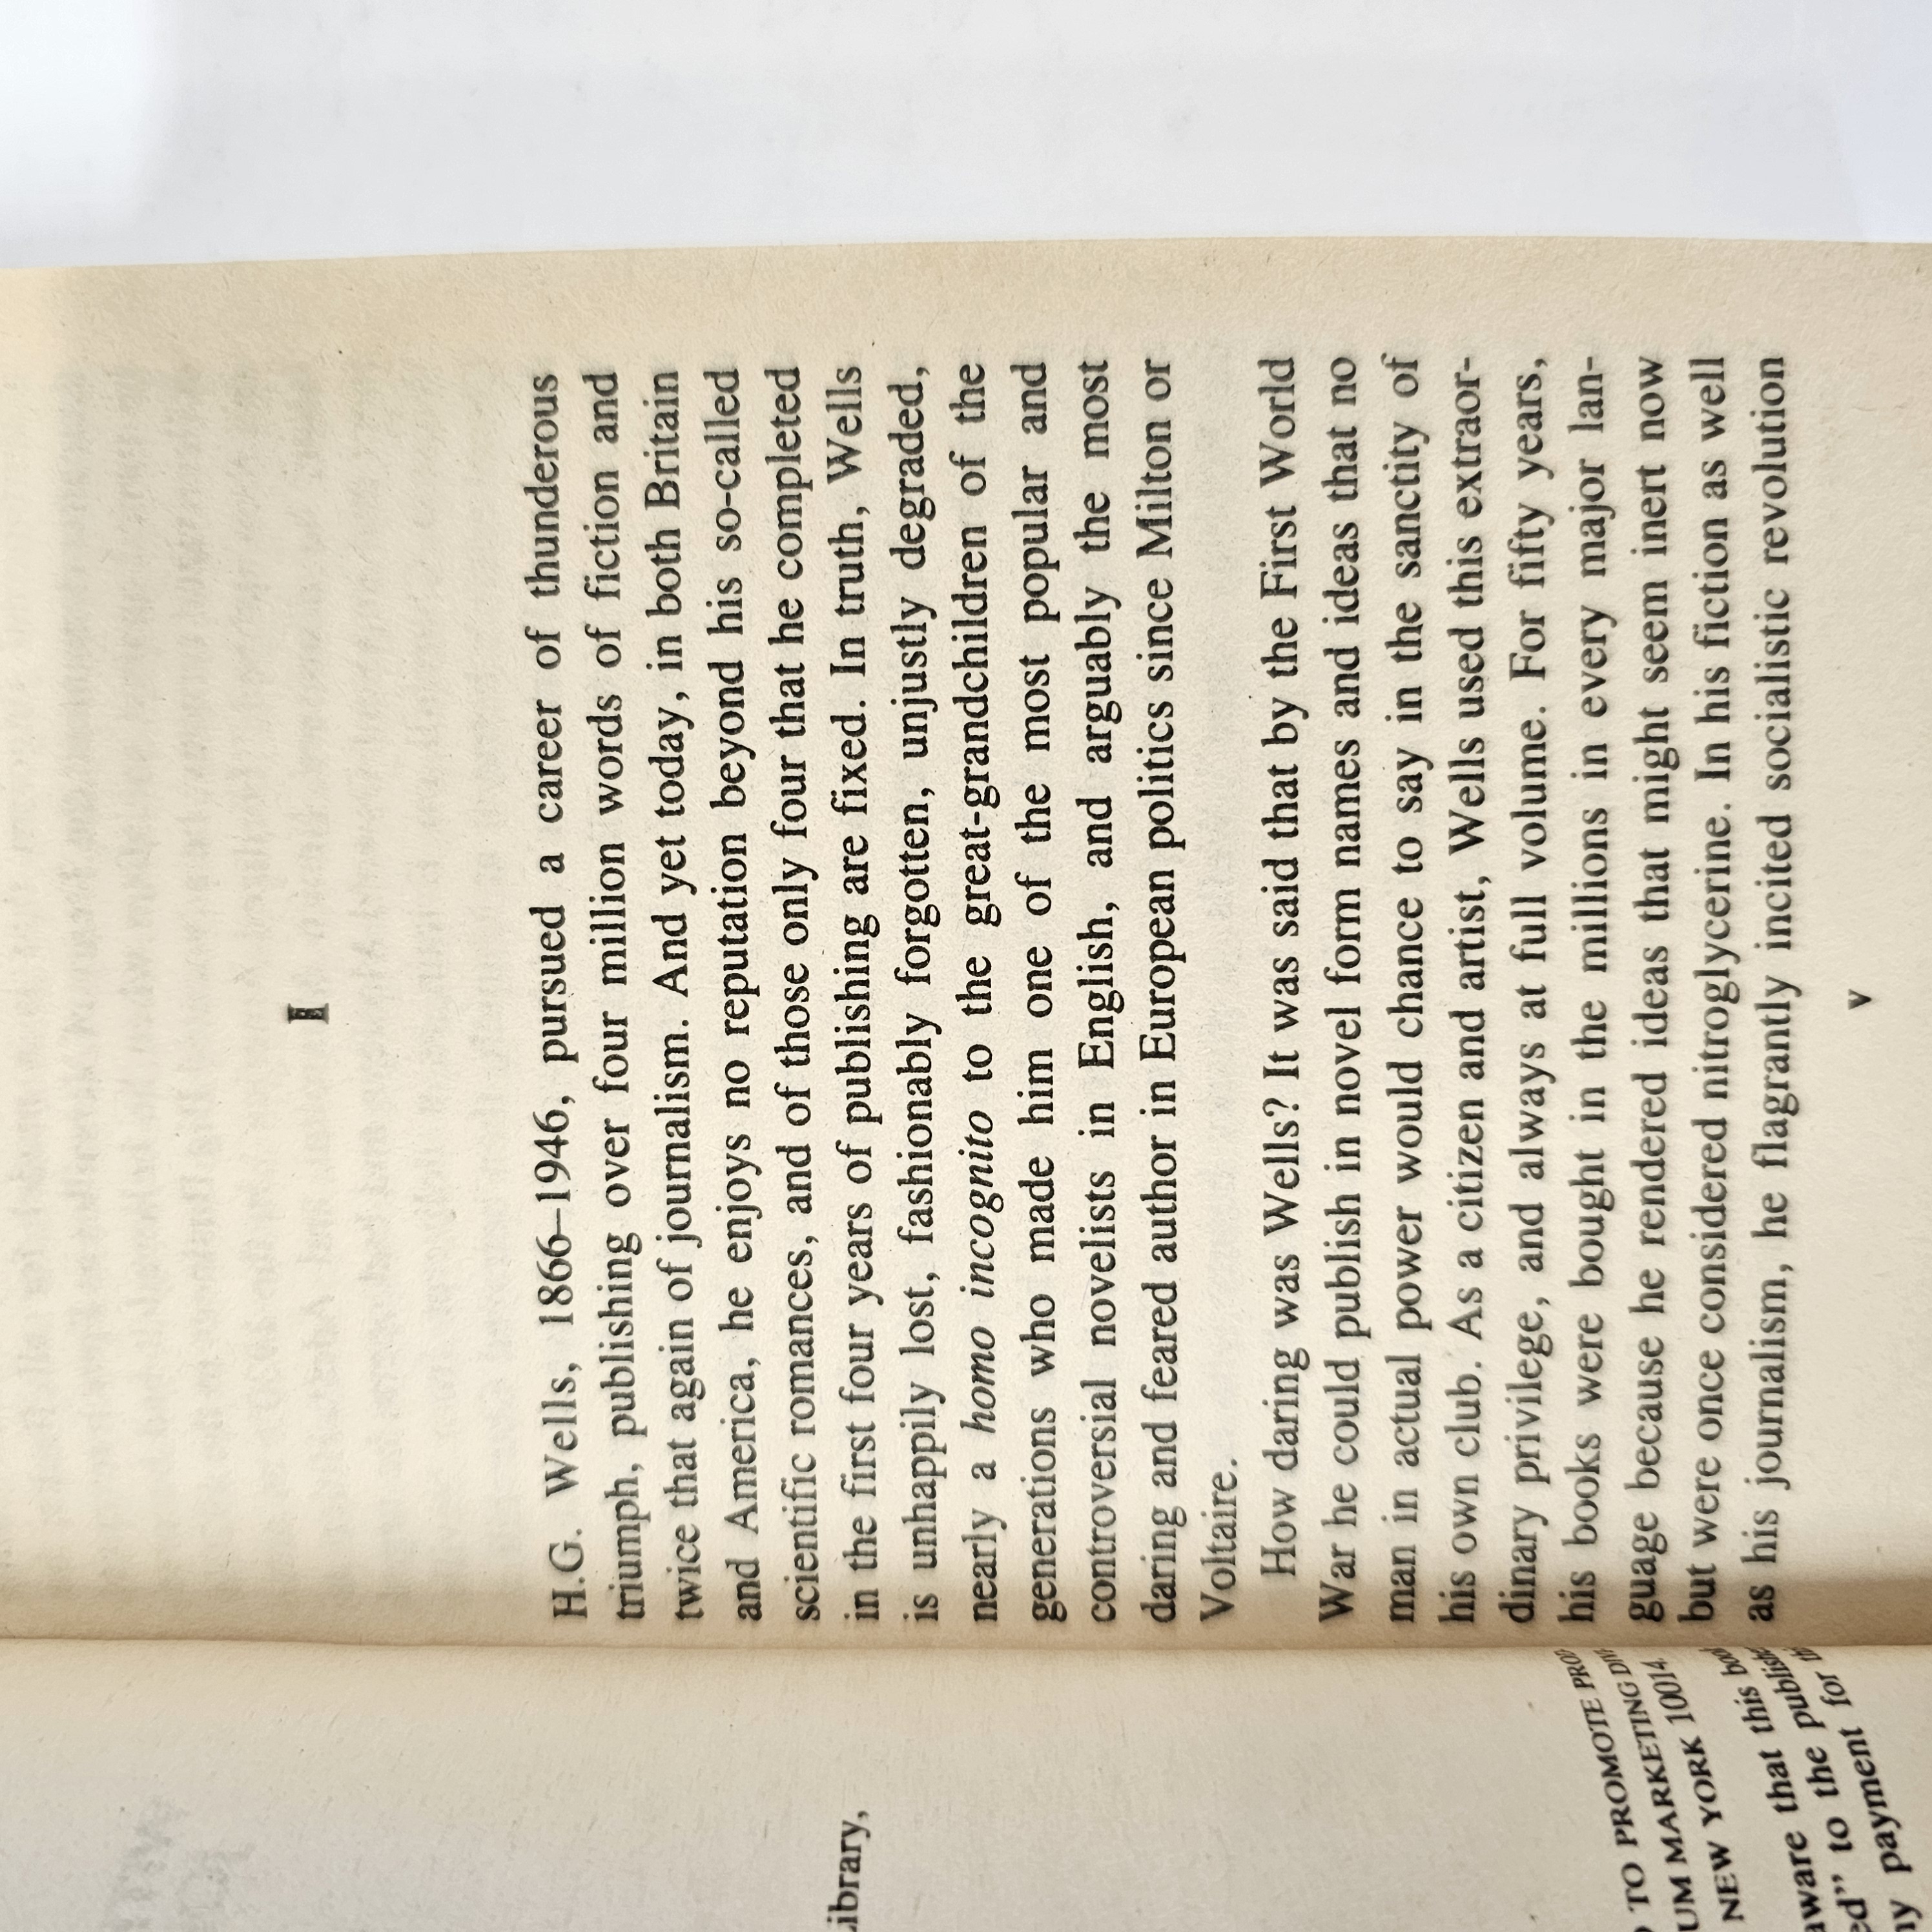 Library,
TO PROMOTE PROD
UM MARKETING DIVI
NEW YORK 10014
aware that this book
ed” to the publishe
ny payment for thi
I
H.G. Wells, 1866–1946, pursued a career of thunderous
triumph, publishing over four million words of fiction and
twice that again of journalism. And yet today, in both Britain
and America, he enjoys no reputation beyond his so-called
scientific romances, and of those only four that he completed
in the first four years of publishing are fixed. In truth, Wells
is unhappily lost, fashionably forgotten, unjustly degraded,
nearly a homo incognito to the great-grandchildren of the
generations who made him one of the most popular and
controversial novelists in English, and arguably the most
daring and feared author in European politics since Milton or
Voltaire.
How daring was Wells? It was said that by the First World
War he could publish in novel form names and ideas that no
man in actual power would chance to say in the sanctity of
his own club. As a citizen and artist, Wells used this extraor-
dinary privilege, and always at full volume. For fifty years,
his books were bought in the millions in every major lan-
guage because he rendered ideas that might seem inert now
but were once considered nitroglycerine. In his fiction as well
as his journalism, he flagrantly incited socialistic revolution
v